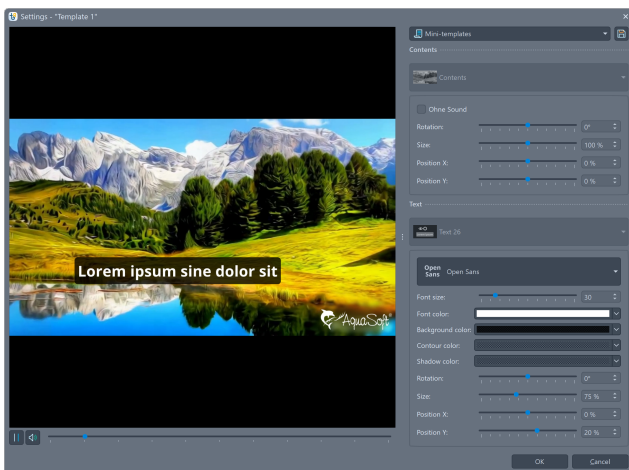 Settings - "Template 1"
Mini-templates
Contents
Contents
Ohne Sound
Rotation:
0°
Size:
100 %
Position X:
0 %
Position Y:
0 %
Text
Text 26
Open Sans
Open Sans
Font size:
30
Font color:
Background color:
Contour color:
Shadow color:
Rotation:
0°
Size:
75 %
Position X:
0 %
Position Y:
20 %
OK
Cancel
Lorem ipsum sine dolor sit
AquaSoft